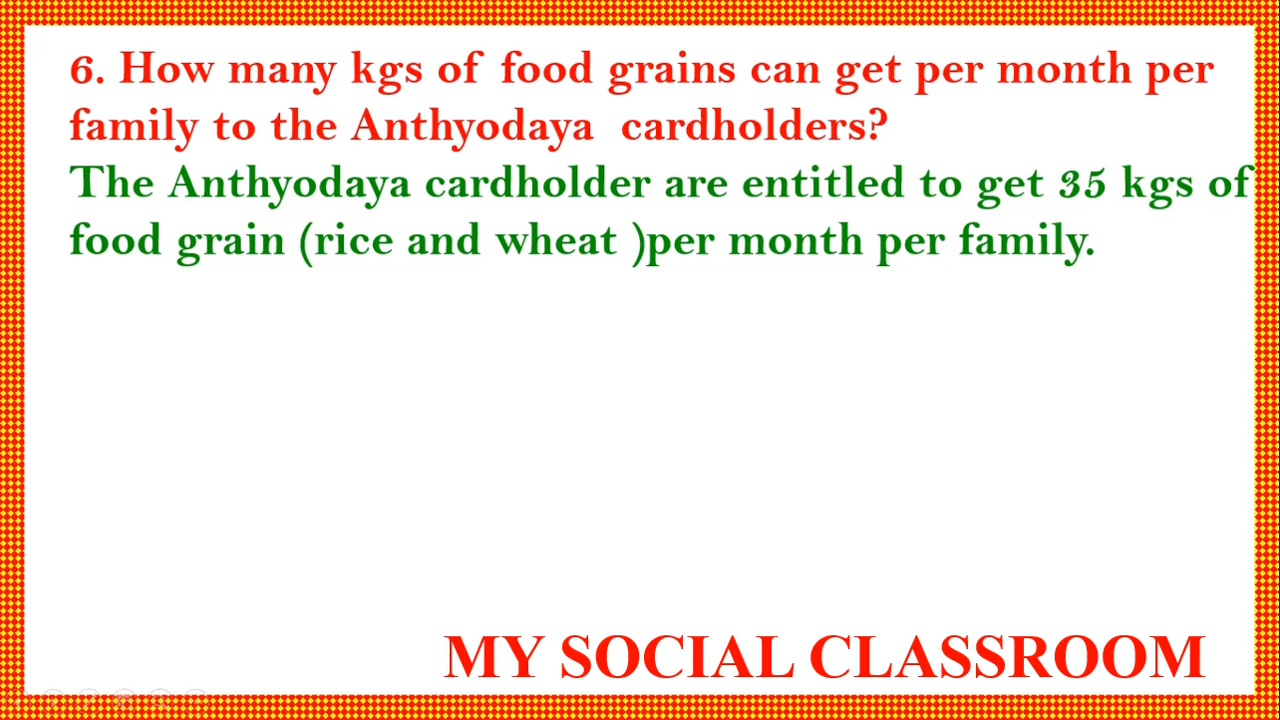 6. How many kgs of food grains can get per month per
family to the Anthyodaya cardholders?
The Anthyodaya cardholder are entitled to get 35 kgs of
food grain (rice and wheat )per month per family.
MY SOCIAL CLASSROOM